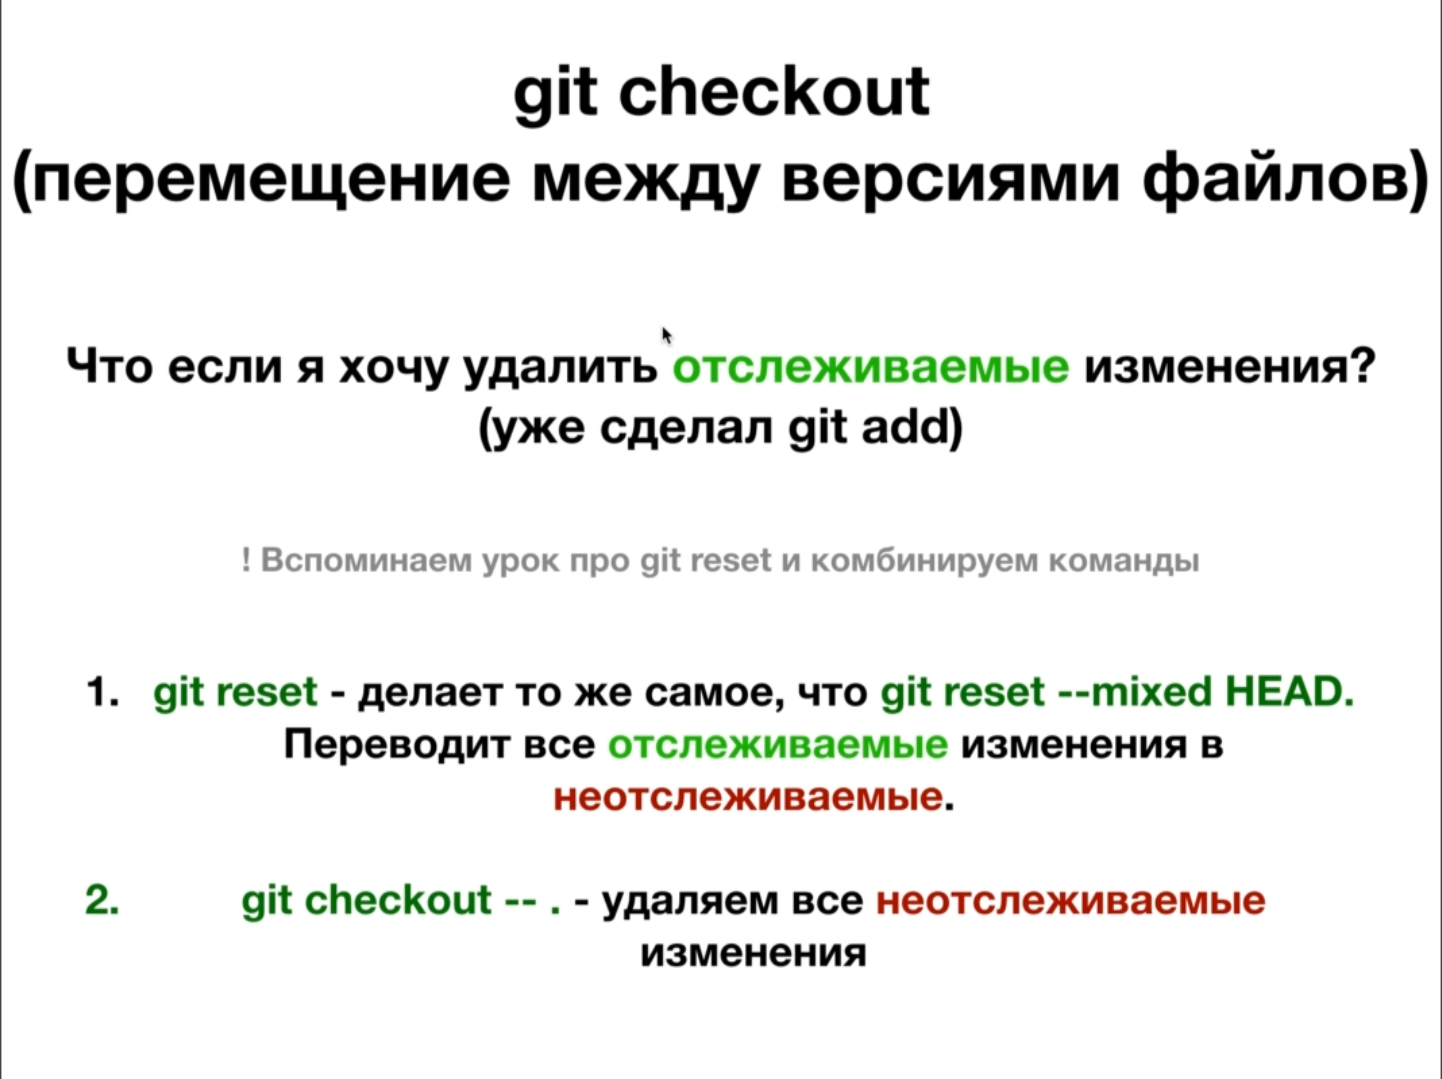 git checkout
(перемещение между версиями файлов)
Что если я хочу удалить отслеживаемые изменения?
(уже сделал git add)
! Вспоминаем урок про git reset и комбинируем команды
1. git reset - делает то же самое, что git reset --mixed HEAD.
Переводит все отслеживаемые изменения в
неотслеживаемые.
2. git checkout -- . - удаляем все неотслеживаемые
изменения